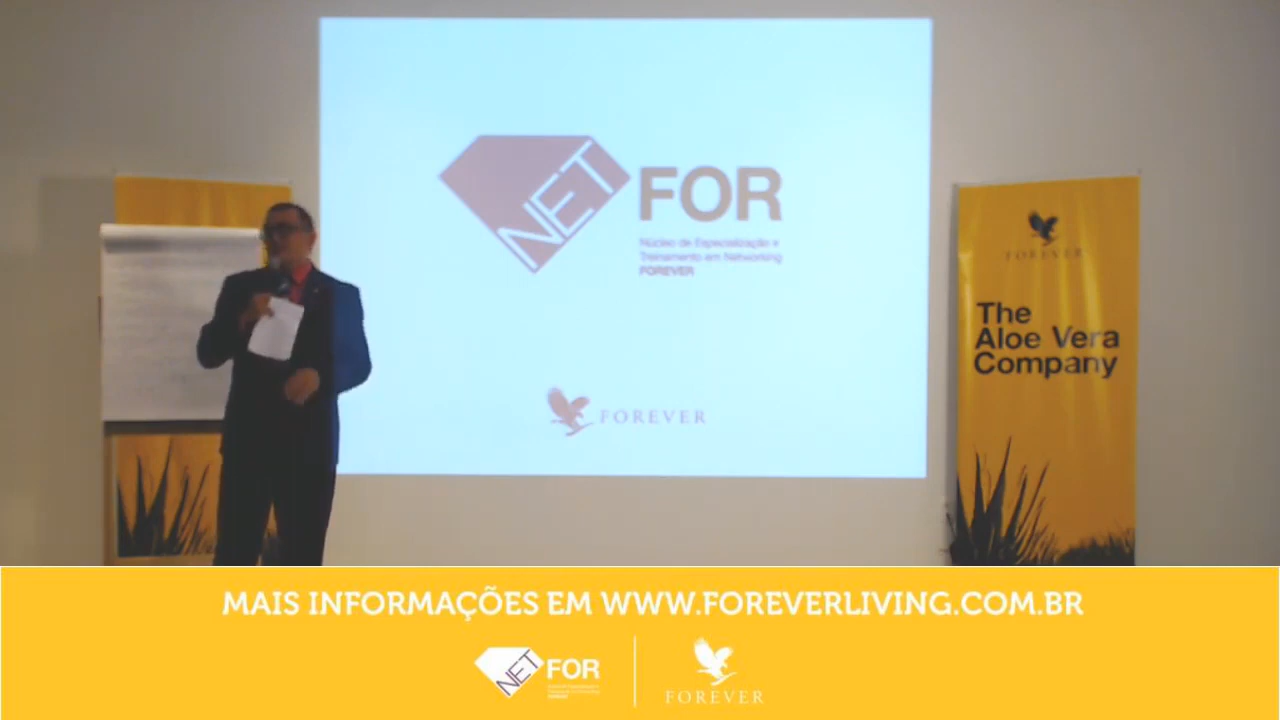 NET
FOR
Núcleo de Especialização e
Treinamento em Networking
FOREVER
FOREVER
FOREVER
The
Aloe Vera
Company
MAIS INFORMAÇÕES EM WWW.FOREVERLIVING.COM.BR
NET
FOR
FOREVER